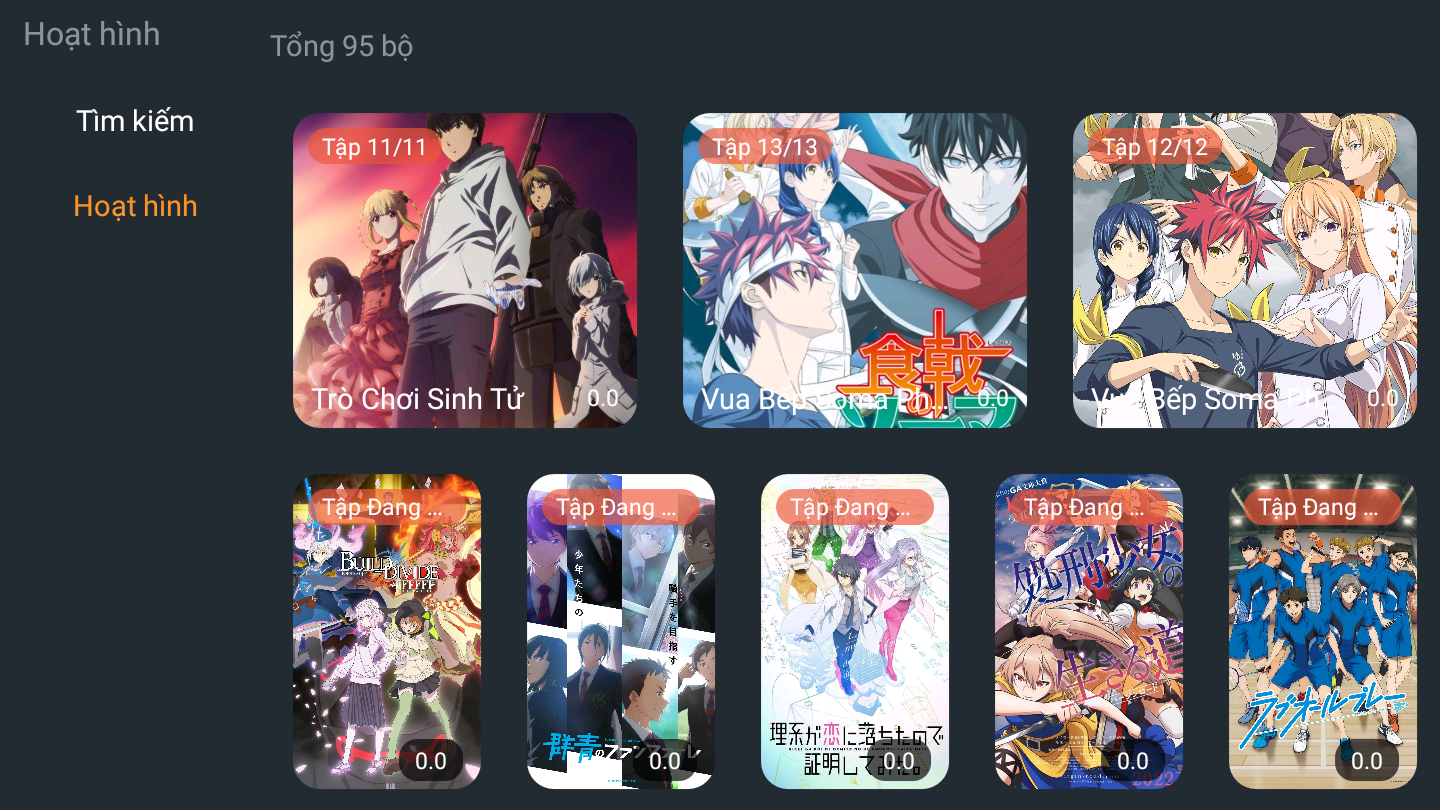 Hoạt hình
Tổng 95 bộ
Tìm kiếm
Hoạt hình
Tập 11/11
Trò Chơi Sinh Tử
0.0
Tập 13/13
食戟
Vua Bếp Soma Ph...
0.0
Tập 12/12
Vua Bếp Soma Ph...
0.0
Tập Đang ...
BUILD
DIVIDE
0.0
Tập Đang ...
少年たちの
騎手を目指す
群青のファンファーレ
0.0
Tập Đang ...
理系が恋に落ちたので
証明してみた。
0.0
Tập Đang ...
処刑少女の
生きる道
2022
0.0
Tập Đang ...
ラブオールプレー
0.0